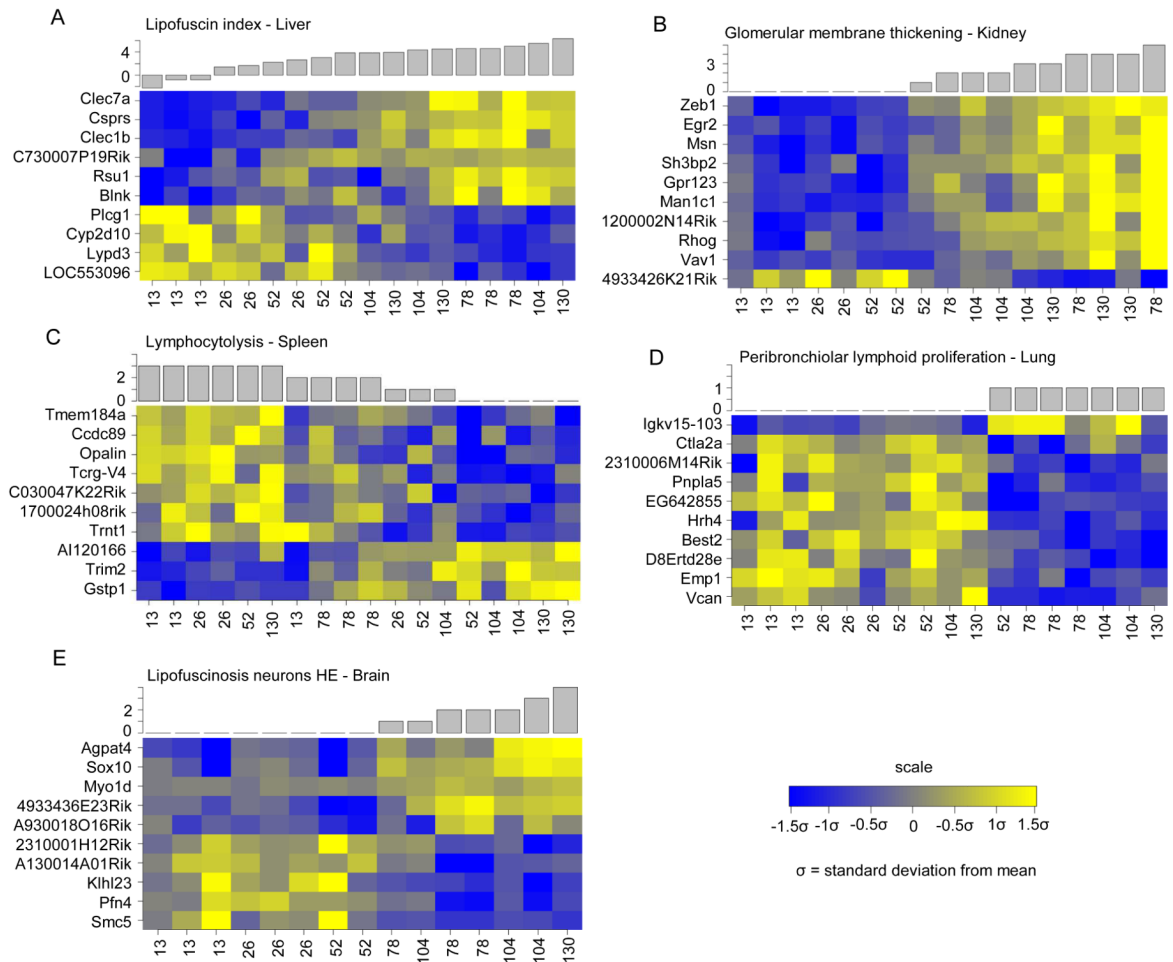 A
Lipofuscin index - Liver
4
0
Clec7a
Csprs
Clec1b
C730007P19Rik
Rsu1
Blnk
Plcg1
Cyp2d10
Lypd3
LOC553096
13 13 13 26 26 52 26 52 52 104 130 104 130 78 78 78 104 130
B
Glomerular membrane thickening - Kidney
3
0
Zeb1
Egr2
Msn
Sh3bp2
Gpr123
Man1c1
1200002N14Rik
Rhog
Vav1
4933426K21Rik
13 13 13 26 26 52 52 52 78 104 104 104 130 78 130 130 78
C
Lymphocytolysis - Spleen
2
0
Tmem184a
Ccdc89
Opalin
Tcrg-V4
C030047K22Rik
1700024h08rik
Trnt1
AI120166
Trim2
Gstp1
13 13 26 26 52 130 13 78 78 78 26 52 104 52 104 104 130 130
D
Peribronchiolar lymphoid proliferation - Lung
1
0
Igkv15-103
Ctla2a
2310006M14Rik
Pnpla5
EG642855
Hrh4
Best2
D8Ertd28e
Emp1
Vcan
13 13 13 26 26 26 52 52 104 130 52 78 78 78 104 104 130
E
Lipofuscinosis neurons HE - Brain
2
0
Agpat4
Sox10
Myo1d
4933436E23Rik
A930018O16Rik
2310001H12Rik
A130014A01Rik
Klhl23
Pfn4
Smc5
13 13 13 26 26 26 52 52 78 104 78 78 104 104 130
scale
-1.5σ -1σ -0.5σ 0 -0.5σ 1σ 1.5σ
σ = standard deviation from mean